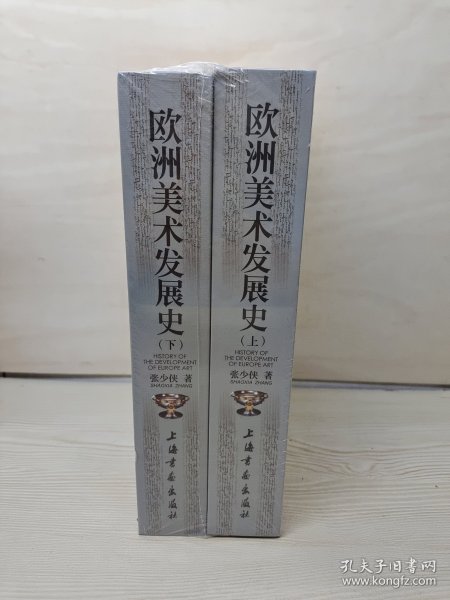 欧洲美术发展史
（下）
HISTORY OF
THE DEVELOPMENT
OF EUROPE ART
张少侠 著
SHAOXIA ZHANG
上海书画出版社
欧洲美术发展史
（上）
HISTORY OF
THE DEVELOPMENT
OF EUROPE ART
张少侠 著
SHAOXIA ZHANG
上海书画出版社
孔夫子旧书网
www.kongfz.com